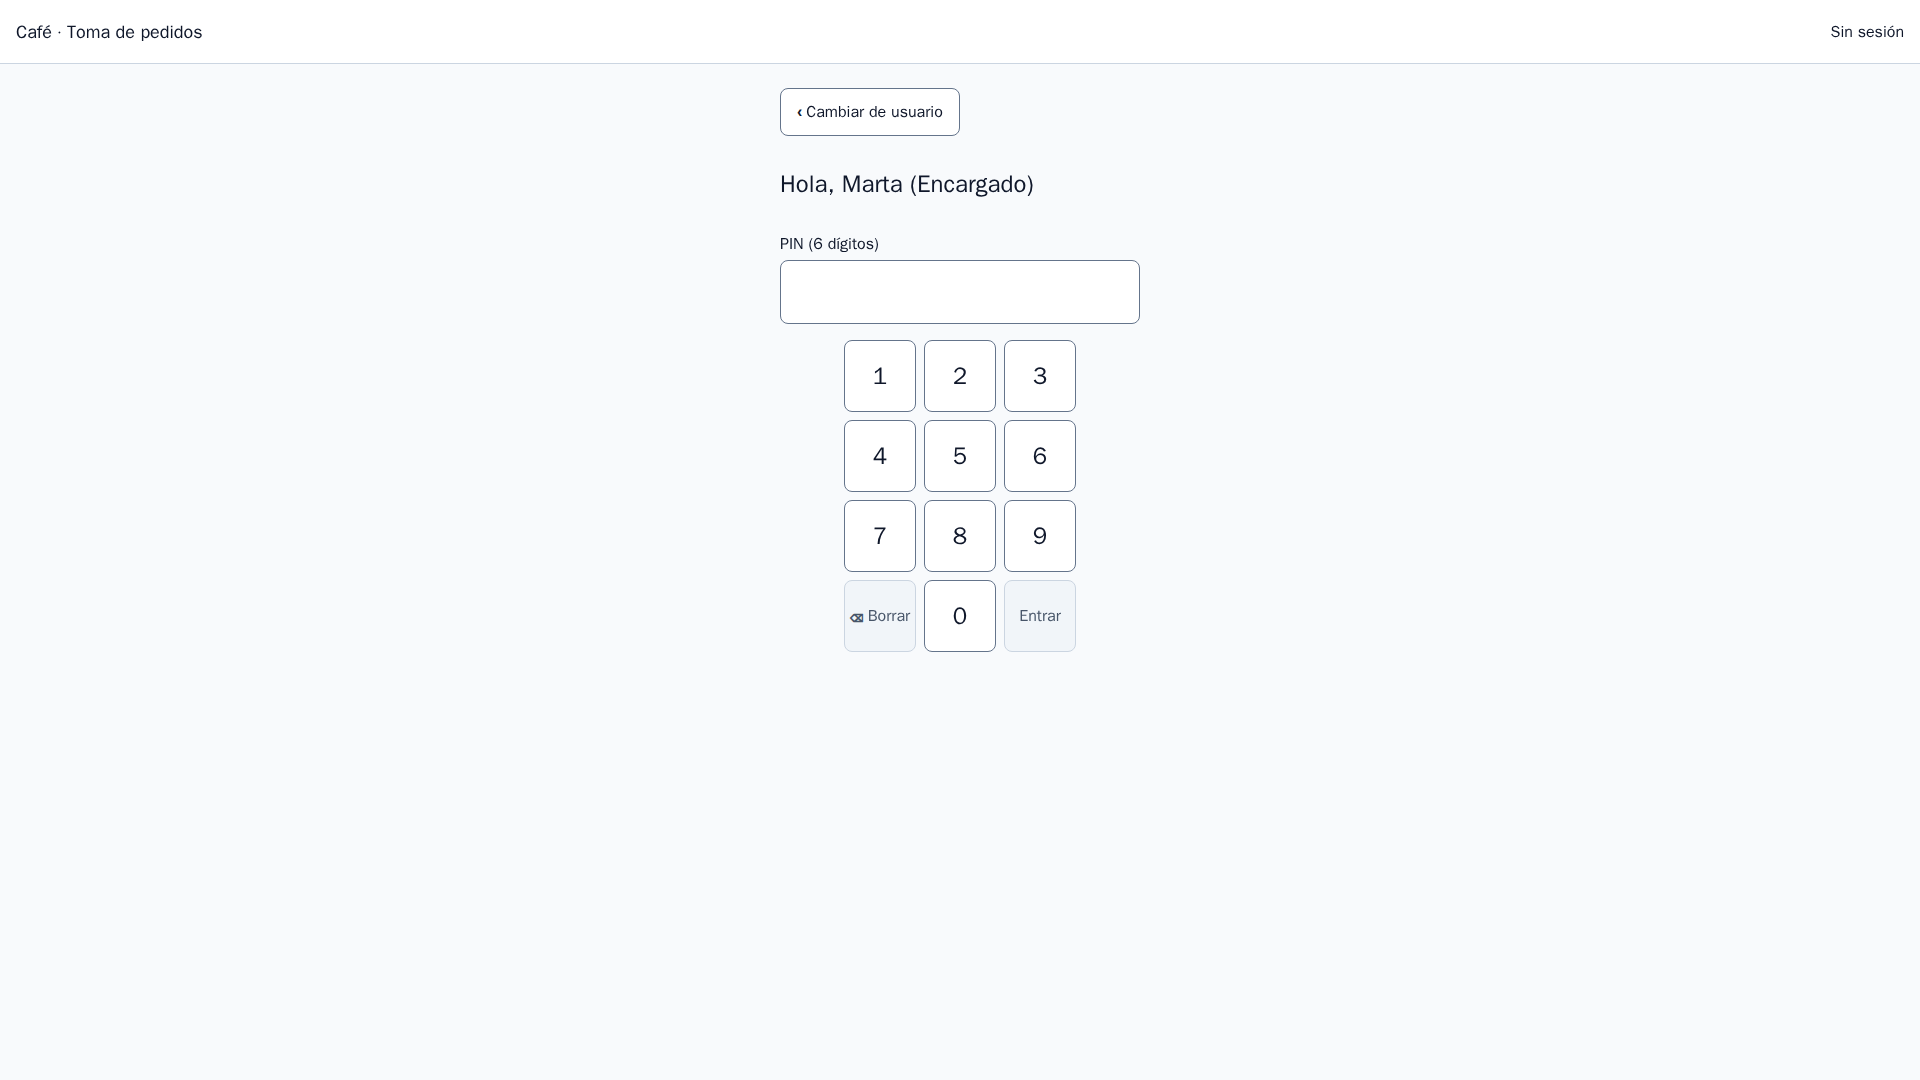 Café · Toma de pedidos
Sin sesión
‹ Cambiar de usuario
Hola, Marta (Encargado)
PIN (6 dígitos)
1 2 3
4 5 6
7 8 9
⌫ Borrar 0 Entrar